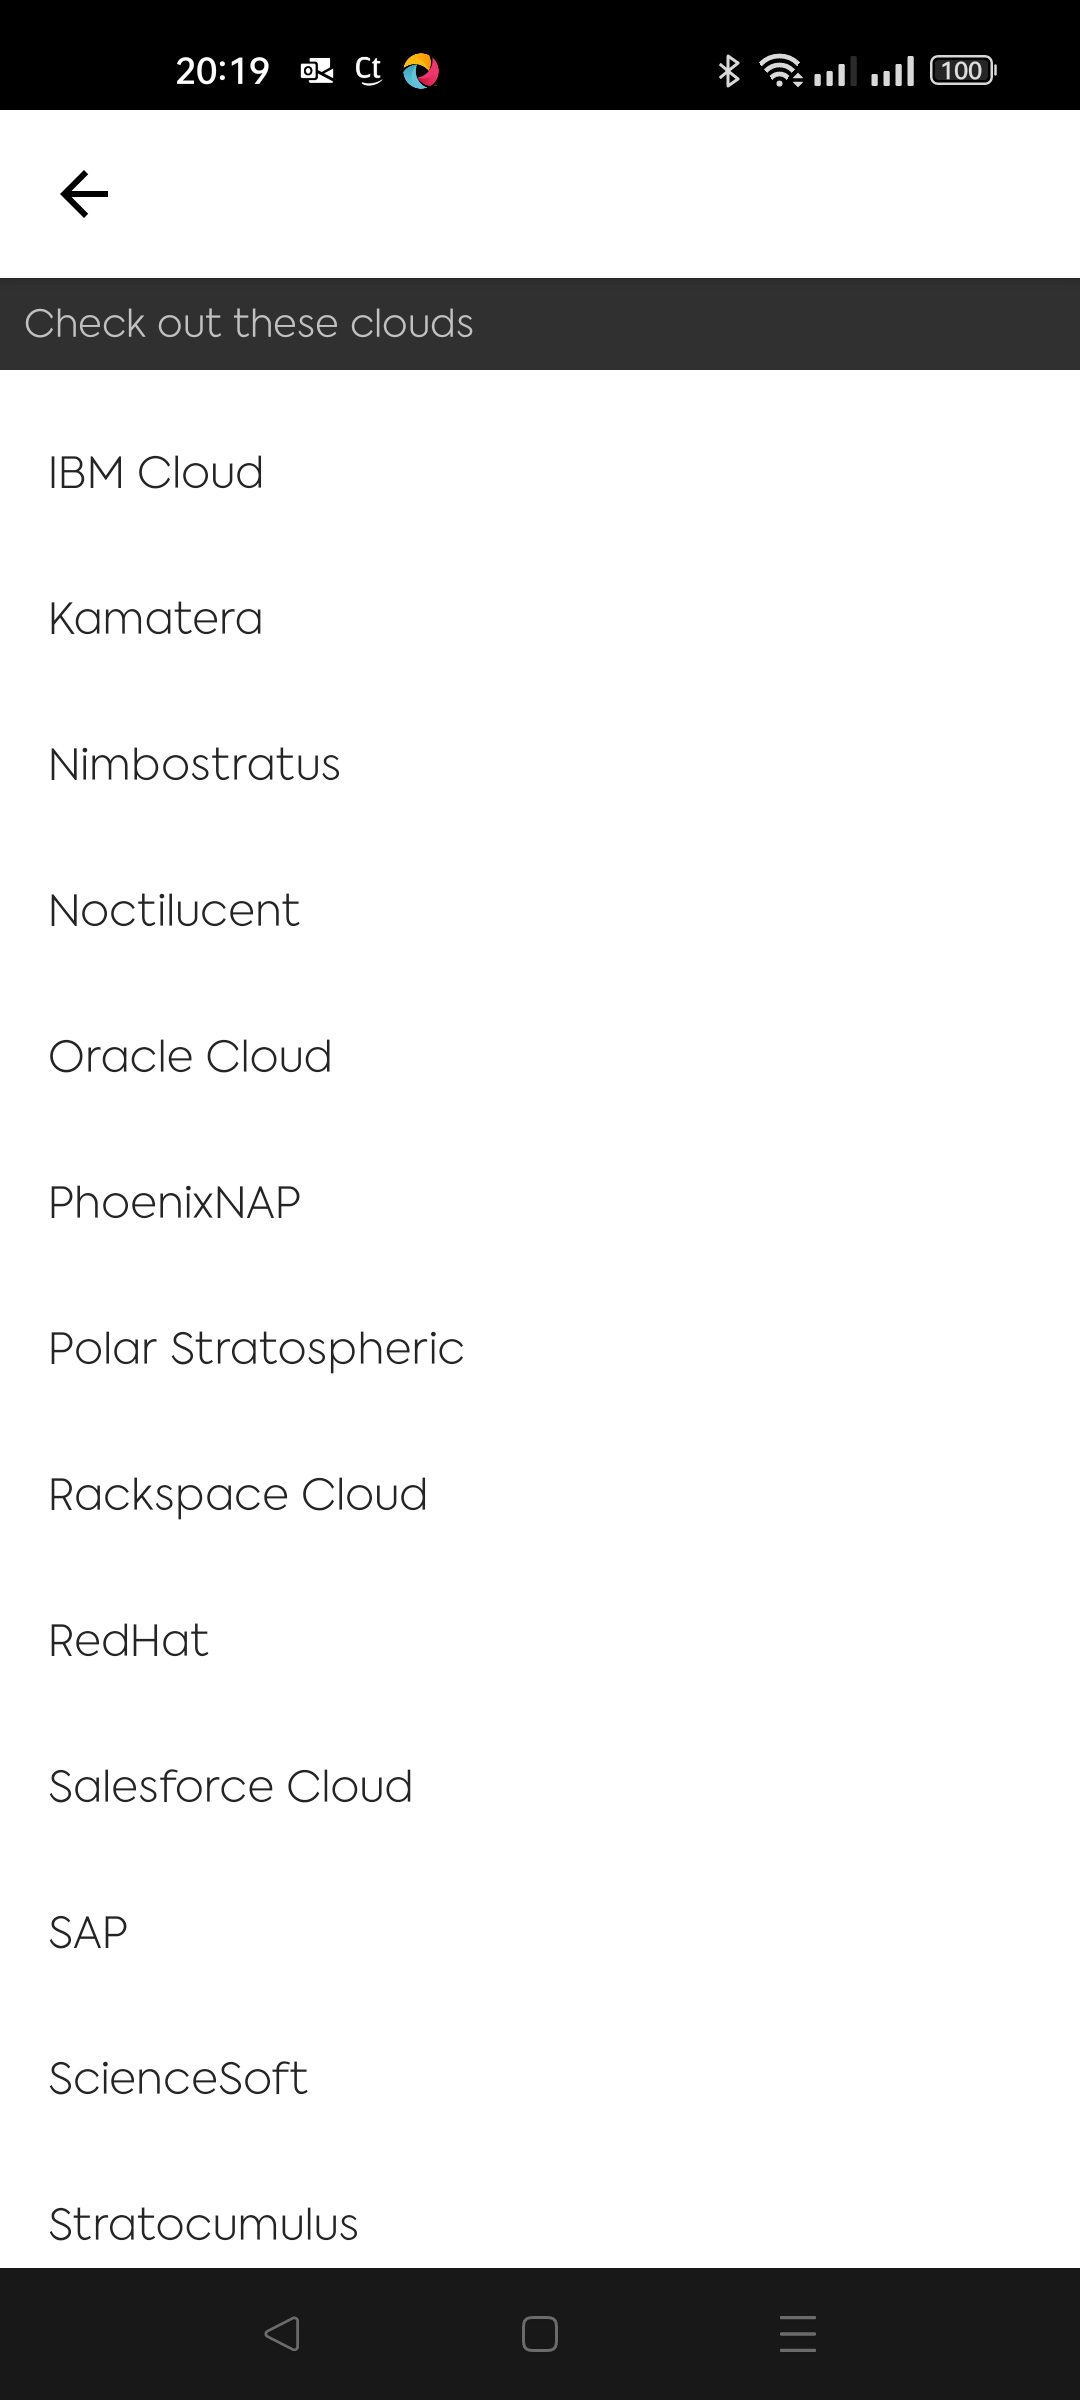 20:19 Ct 100
Check out these clouds
IBM Cloud
Kamatera
Nimbostratus
Noctilucent
Oracle Cloud
PhoenixNAP
Polar Stratospheric
Rackspace Cloud
RedHat
Salesforce Cloud
SAP
ScienceSoft
Stratocumulus